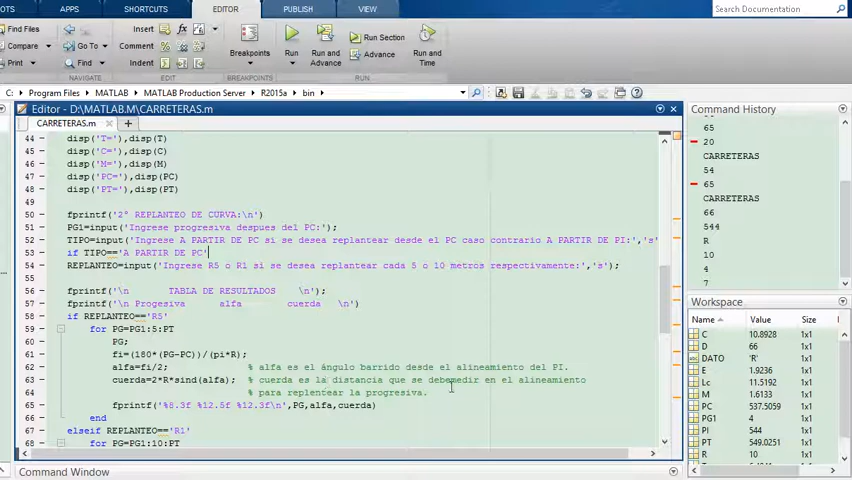 OTS APPS SHORTCUTS EDITOR PUBLISH VIEW Search Documentation
Find Files Insert fx Run Section
Compare Go To Comment % Breakpoints Run Run and Advance Advance Run and Time
Print Find Indent
NAVIGATE EDIT BREAKPOINTS RUN
C: Program Files MATLAB MATLAB Production Server R2015a bin
Editor - D:\MATLAB.M\CARRETERAS.m
CARRETERAS.m
44 disp('T='),disp(T)
45 disp('C='),disp(C)
46 disp('M='),disp(M)
47 disp('PC='),disp(PC)
48 disp('PT='),disp(PT)
49
50 fprintf('2° REPLANTEO DE CURVA:\n')
51 PG1=input('Ingrese progresiva despues del PC:');
52 TIPO=input('Ingrese A PARTIR DE PC si se desea replantear desde el PC caso contrario A PARTIR DE PI:','s'
53 if TIPO=='A PARTIR DE PC'
54 REPLANTEO=input('Ingrese R5 o R1 si se desea replantear cada 5 o 10 metros respectivamente:','s');
55
56 fprintf('\n TABLA DE RESULTADOS \n');
57 fprintf('\n Progesiva alfa cuerda \n')
58 if REPLANTEO=='R5'
59 for PG=PG1:5:PT
60 PG;
61 fi=(180*(PG-PC))/(pi*R);
62 alfa=fi/2; % alfa es el ángulo barrido desde el alineamiento del PI.
63 cuerda=2*R*sind(alfa); % cuerda es la distancia que se debemedir en el alineamiento
64 % para replentear la progresiva.
65 fprintf('%8.3f %12.5f %12.3f\n',PG,alfa,cuerda)
66 end
67 elseif REPLANTEO=='R1'
68 for PG=PG1:10:PT
Command Window
Command History
65
20
CARRETERAS
54
65
CARRETERAS
66
544
R
10
4
7
Workspace
Name Value Size
C 10.8928 1x1
D 66 1x1
DATO 'R' 1x1
E 1.9236 1x1
Lc 11.5192 1x1
M 1.6133 1x1
PC 537.5059 1x1
PG1 4 1x1
PI 544 1x1
PT 549.0251 1x1
R 10 1x1